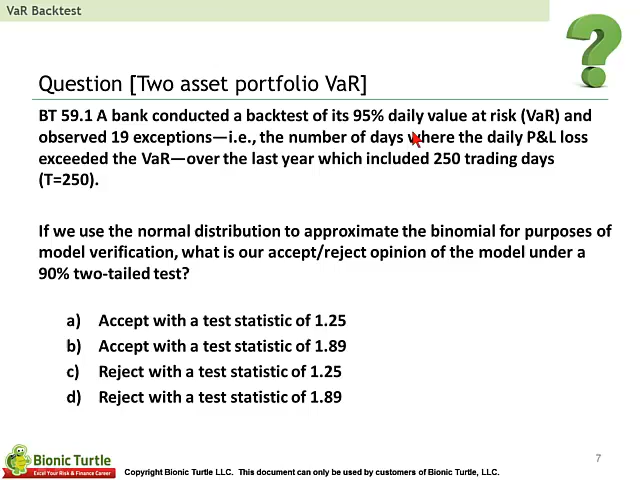 VaR Backtest
Question [Two asset portfolio VaR]
BT 59.1 A bank conducted a backtest of its 95% daily value at risk (VaR) and
observed 19 exceptions—i.e., the number of days where the daily P&L loss
exceeded the VaR—over the last year which included 250 trading days
(T=250).
If we use the normal distribution to approximate the binomial for purposes of
model verification, what is our accept/reject opinion of the model under a
90% two-tailed test?
a) Accept with a test statistic of 1.25
b) Accept with a test statistic of 1.89
c) Reject with a test statistic of 1.25
d) Reject with a test statistic of 1.89
7
Bionic Turtle
Excel Your Risk & Finance Career
Copyright Bionic Turtle LLC. This document can only be used by customers of Bionic Turtle, LLC.